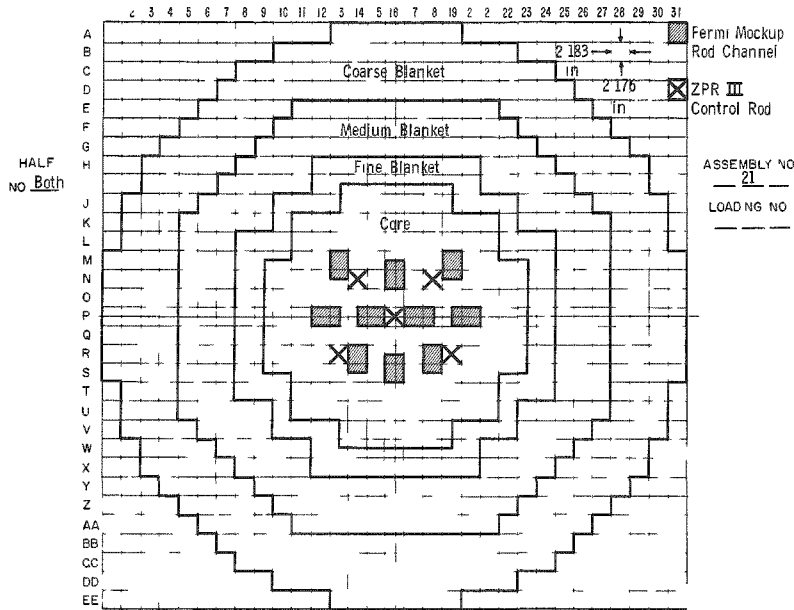 2 3 4 5 6 7 8 9 10 11 12 3 14 5 16 7 8 19 2 2 22 23 24 25 26 27 28 29 30 31
A
B
C
D
E
F
G
H
J
K
L
M
N
O
P
Q
R
S
T
U
V
W
X
Y
Z
AA
BB
CC
DD
EE
Coarse Blanket
Medium Blanket
Fine Blanket
Core
2 183
in
2 176
in
HALF
NO Both
Fermi Mockup
Rod Channel
ZPR III
Control Rod
ASSEMBLY NO
21
LOAD NG NO